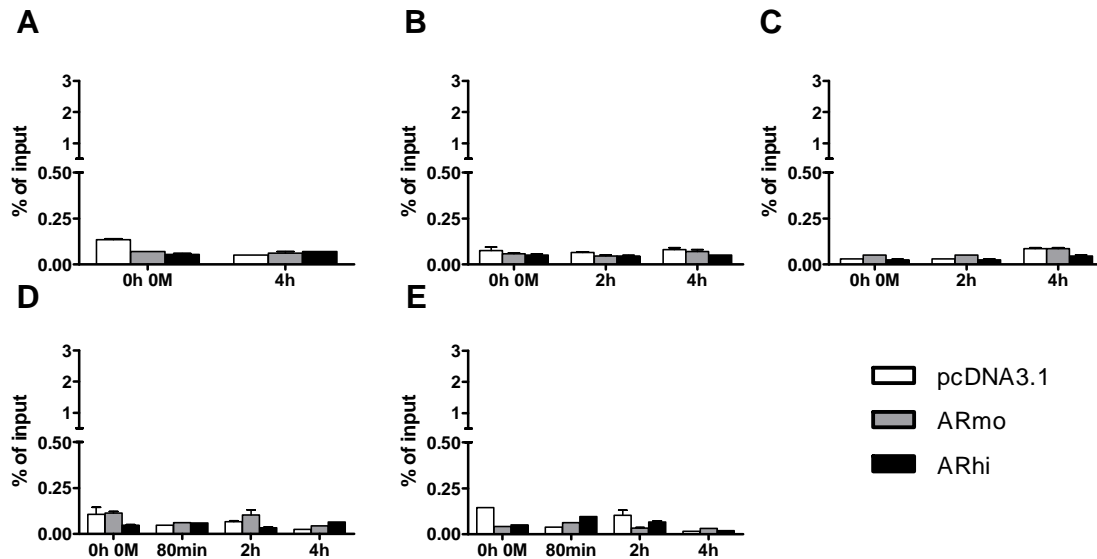 A
B
C
% of input
3
2
1
0.50
0.25
0.00
0h 0M 4h
% of input
3
2
1
0.50
0.25
0.00
0h 0M 2h 4h
% of input
3
2
1
0.50
0.25
0.00
0h 0M 2h 4h
D
E
% of input
3
2
1
0.50
0.25
0.00
0h 0M 80min 2h 4h
% of input
3
2
1
0.50
0.25
0.00
0h 0M 80min 2h 4h
pcDNA3.1
ARmo
ARhi